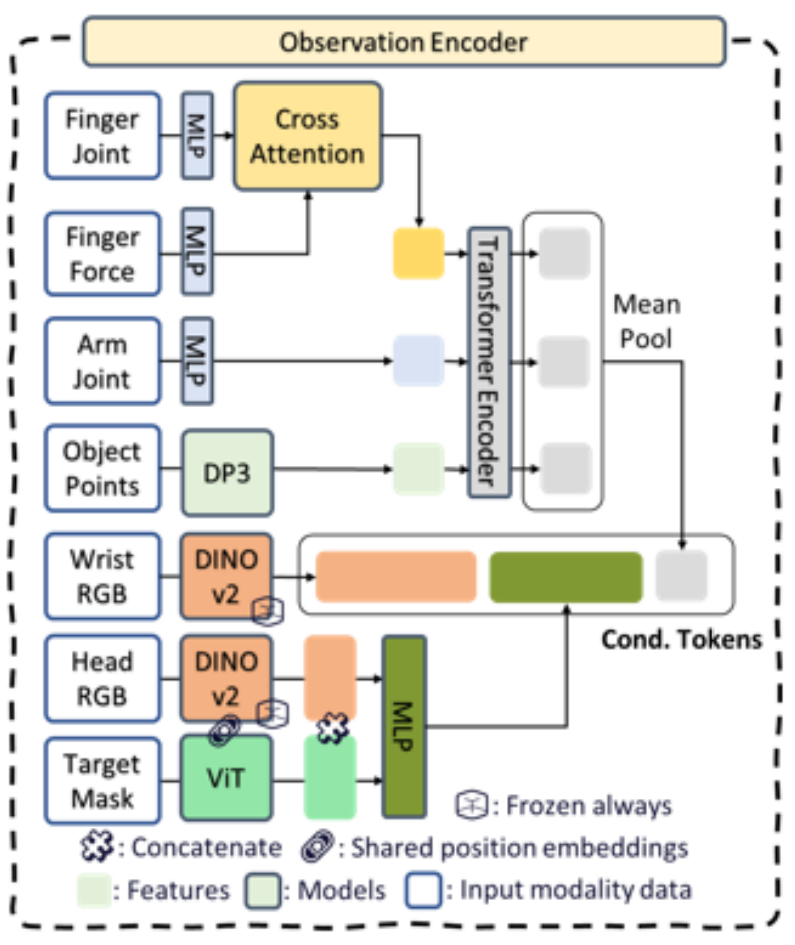 Observation Encoder
Finger
Joint
MLP
Cross
Attention
Finger
Force
MLP
Transformer Encoder
Mean
Pool
Arm
Joint
MLP
Object
Points
DP3
Wrist
RGB
DINO
v2
Cond. Tokens
Head
RGB
DINO
v2
MLP
Target
Mask
ViT
: Frozen always
: Concatenate
: Shared position embeddings
: Features
: Models
: Input modality data